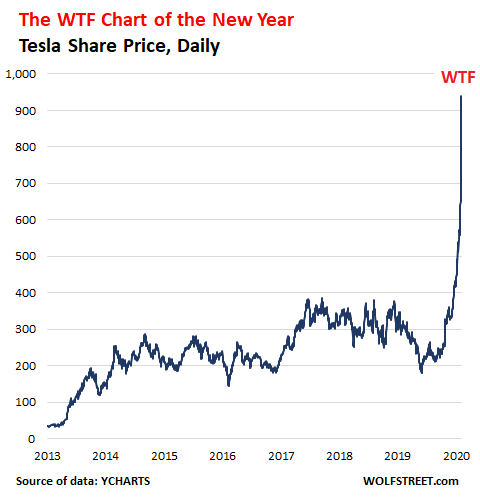 The WTF Chart of the New Year
Tesla Share Price, Daily
WTF
1,000
900
800
700
600
500
400
300
200
100
0
2013 2014 2015 2016 2017 2018 2019 2020
Source of data: YCHARTS WOLFSTREET.com